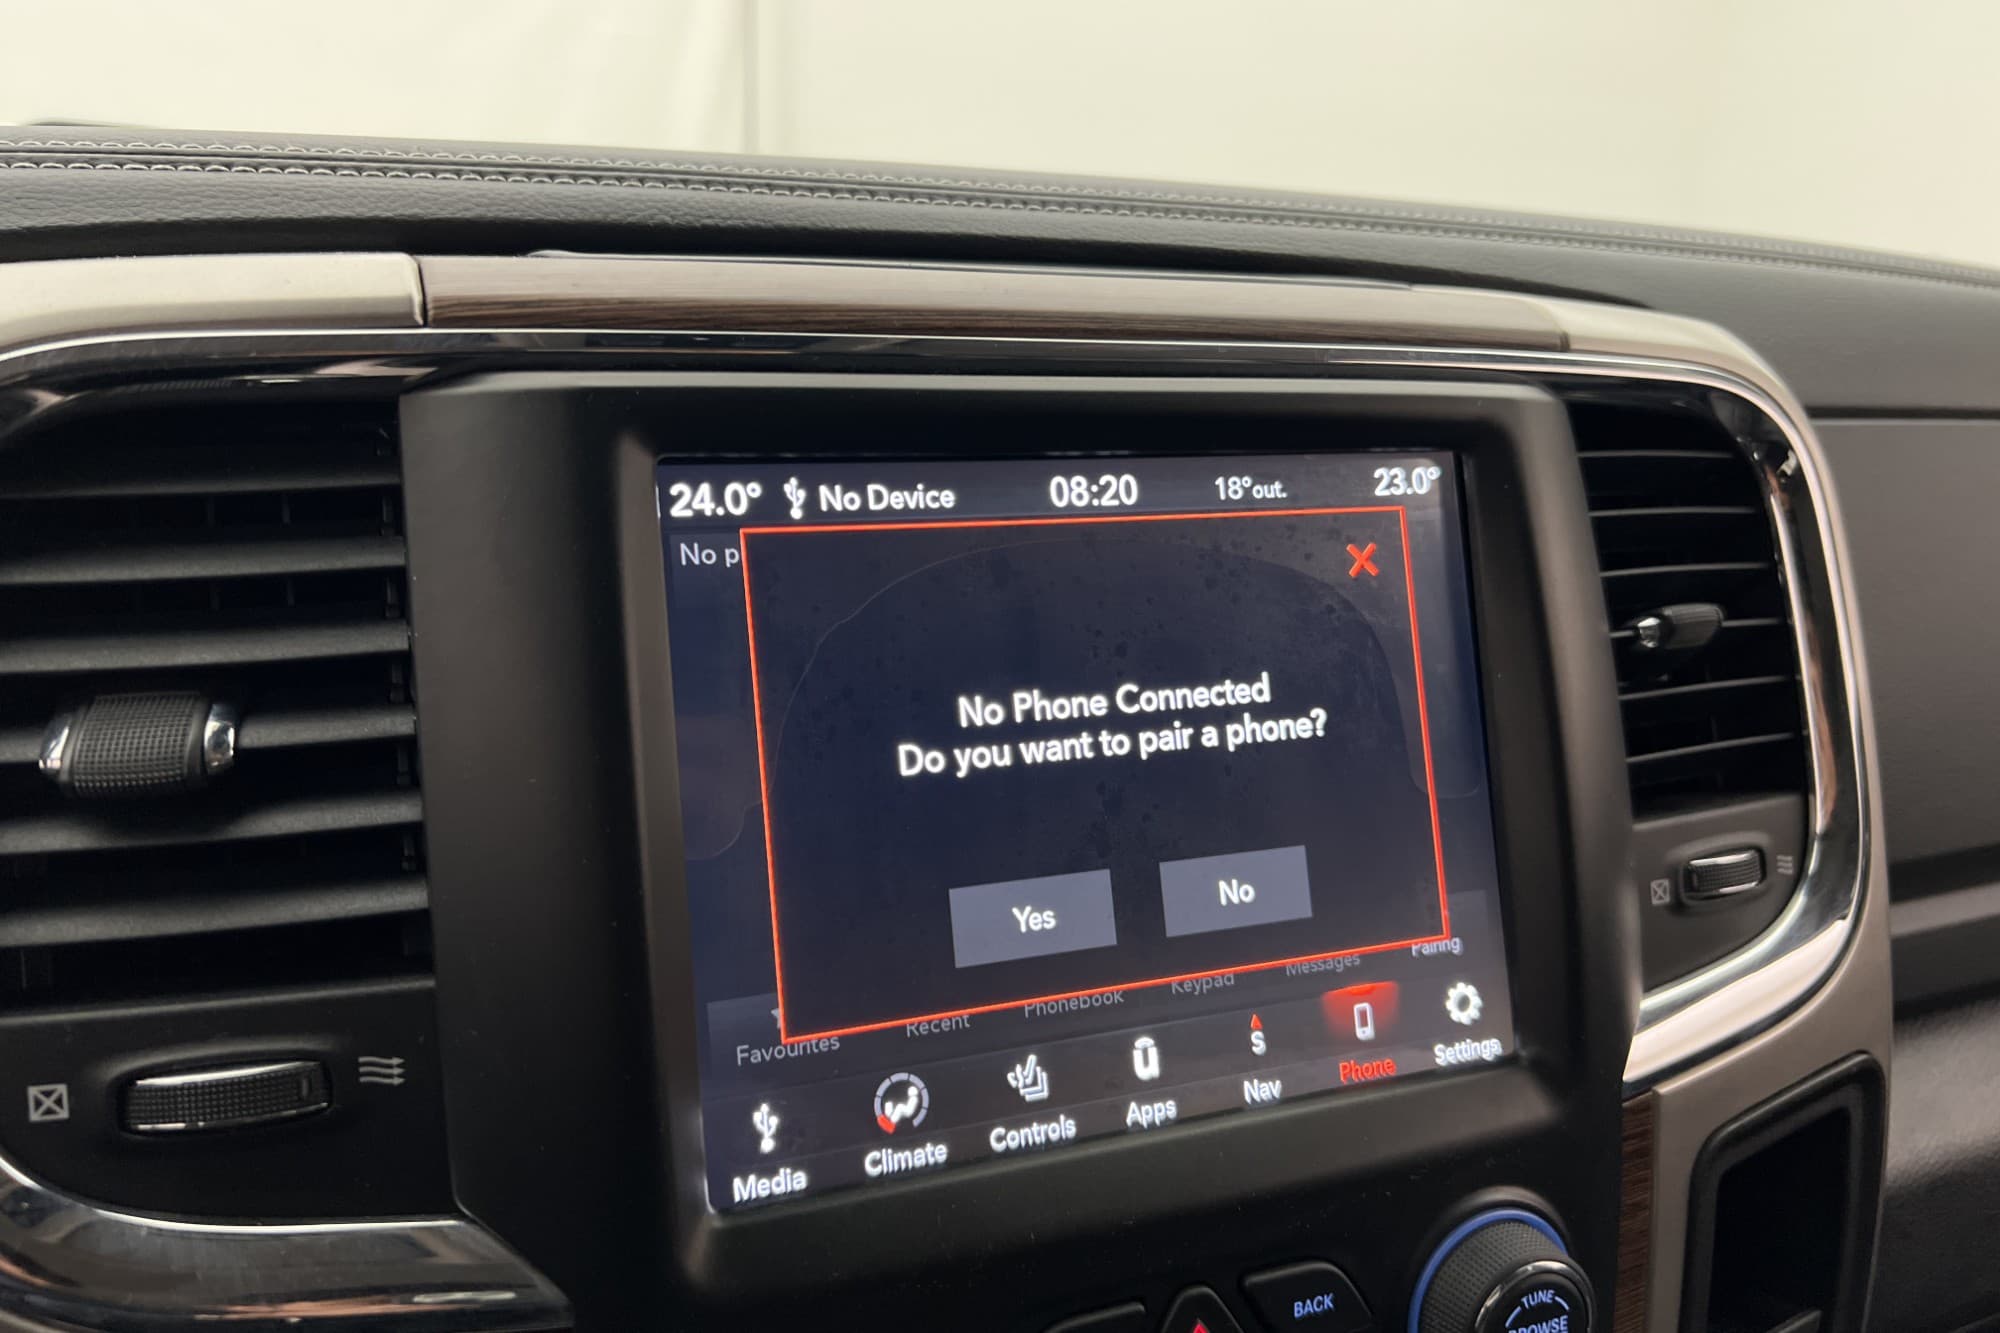 24.0° No Device 08:20 18°out. 23.0°
No p
No Phone Connected
Do you want to pair a phone?
Yes No
Favourites Recent Phonebook Keypad Messages Pairing
Media Climate Controls Apps S Nav Phone Settings
BACK
TUNE
BROWSE